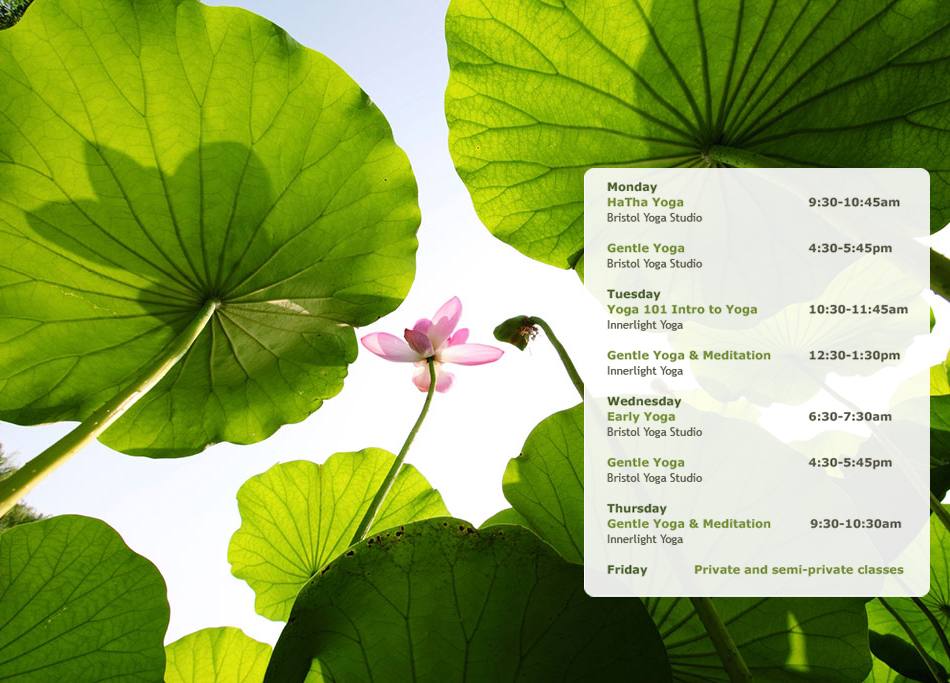 Monday
HaTha Yoga 9:30-10:45am
Bristol Yoga Studio
Gentle Yoga 4:30-5:45pm
Bristol Yoga Studio
Tuesday
Yoga 101 Intro to Yoga 10:30-11:45am
Innerlight Yoga
Gentle Yoga & Meditation 12:30-1:30pm
Innerlight Yoga
Wednesday
Early Yoga 6:30-7:30am
Bristol Yoga Studio
Gentle Yoga 4:30-5:45pm
Bristol Yoga Studio
Thursday
Gentle Yoga & Meditation 9:30-10:30am
Innerlight Yoga
Friday Private and semi-private classes